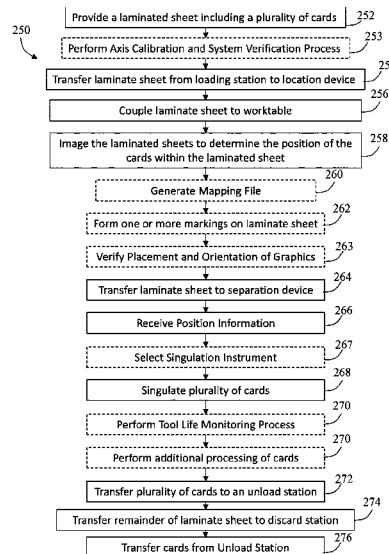 Provide a laminated sheet including a plurality of cards
252
250
Perform Axis Calibration and System Verification Process
253
Transfer laminate sheet from loading station to location device
25
Couple laminate sheet to worktable
256
Image the laminated sheets to determine the position of the
cards within the laminated sheet
258
Generate Mapping File
260
Form one or more markings on laminate sheet
262
Verify Placement and Orientation of Graphics
263
Transfer laminate sheet to separation device
264
Receive Position Information
266
Select Singulation Instrument
267
Singulate plurality of cards
268
Perform Tool Life Monitoring Process
270
Perform additional processing of cards
270
Transfer plurality of cards to an unload station
272
Transfer remainder of laminate sheet to discard station
274
Transfer cards from Unload Station
276